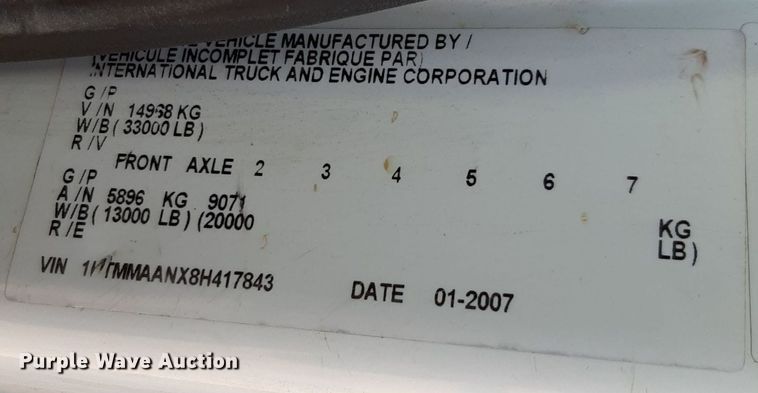 VEHICLE MANUFACTURED BY /
(VEHICULE INCOMPLET FABRIQUE PAR)
INTERNATIONAL TRUCK AND ENGINE CORPORATION
G /P
V /N 14968 KG
W/B ( 33000 LB )
R /V
FRONT AXLE 2 3 4 5 6 7
G /P
A /N 5896 KG 9071 KG
W/B ( 13000 LB ) (20000 LB )
R /E
VIN 1HTMMAANX8H417843 DATE 01-2007
Purple Wave Auction